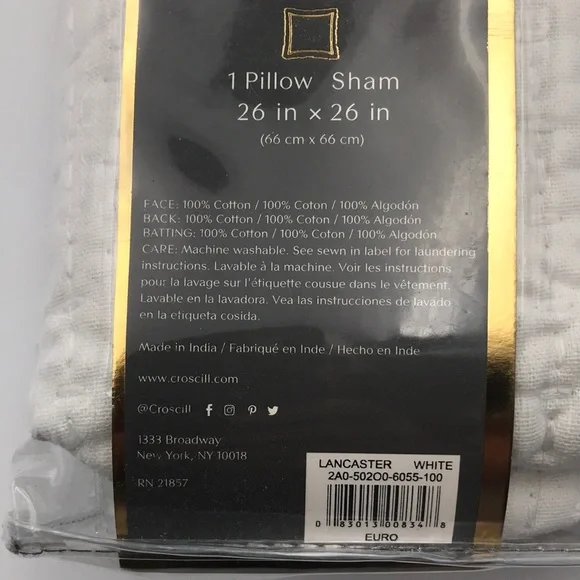 1 Pillow Sham
26 in × 26 in
(66 cm x 66 cm)
FACE: 100% Cotton / 100% Coton / 100% Algodón
BACK: 100% Cotton / 100% Coton / 100% Algodón
BATTING: 100% Cotton / 100% Coton / 100% Algodón
CARE: Machine washable. See sewn in label for laundering
instructions. Lavable à la machine. Voir les instructions
pour la lavage sur l'étiquette cousue dans le vêtement.
Lavable en la lavadora. Vea las instrucciones de lavado
en la etiqueta cosida.
Made in India / Fabriqué en Inde / Hecho en Inde
www.croscill.com
@Croscill
1333 Broadway
New York, NY 10018
RN 21857
LANCASTER WHITE
2A0-502O0-6055-100
0 83013 00834 8
EURO